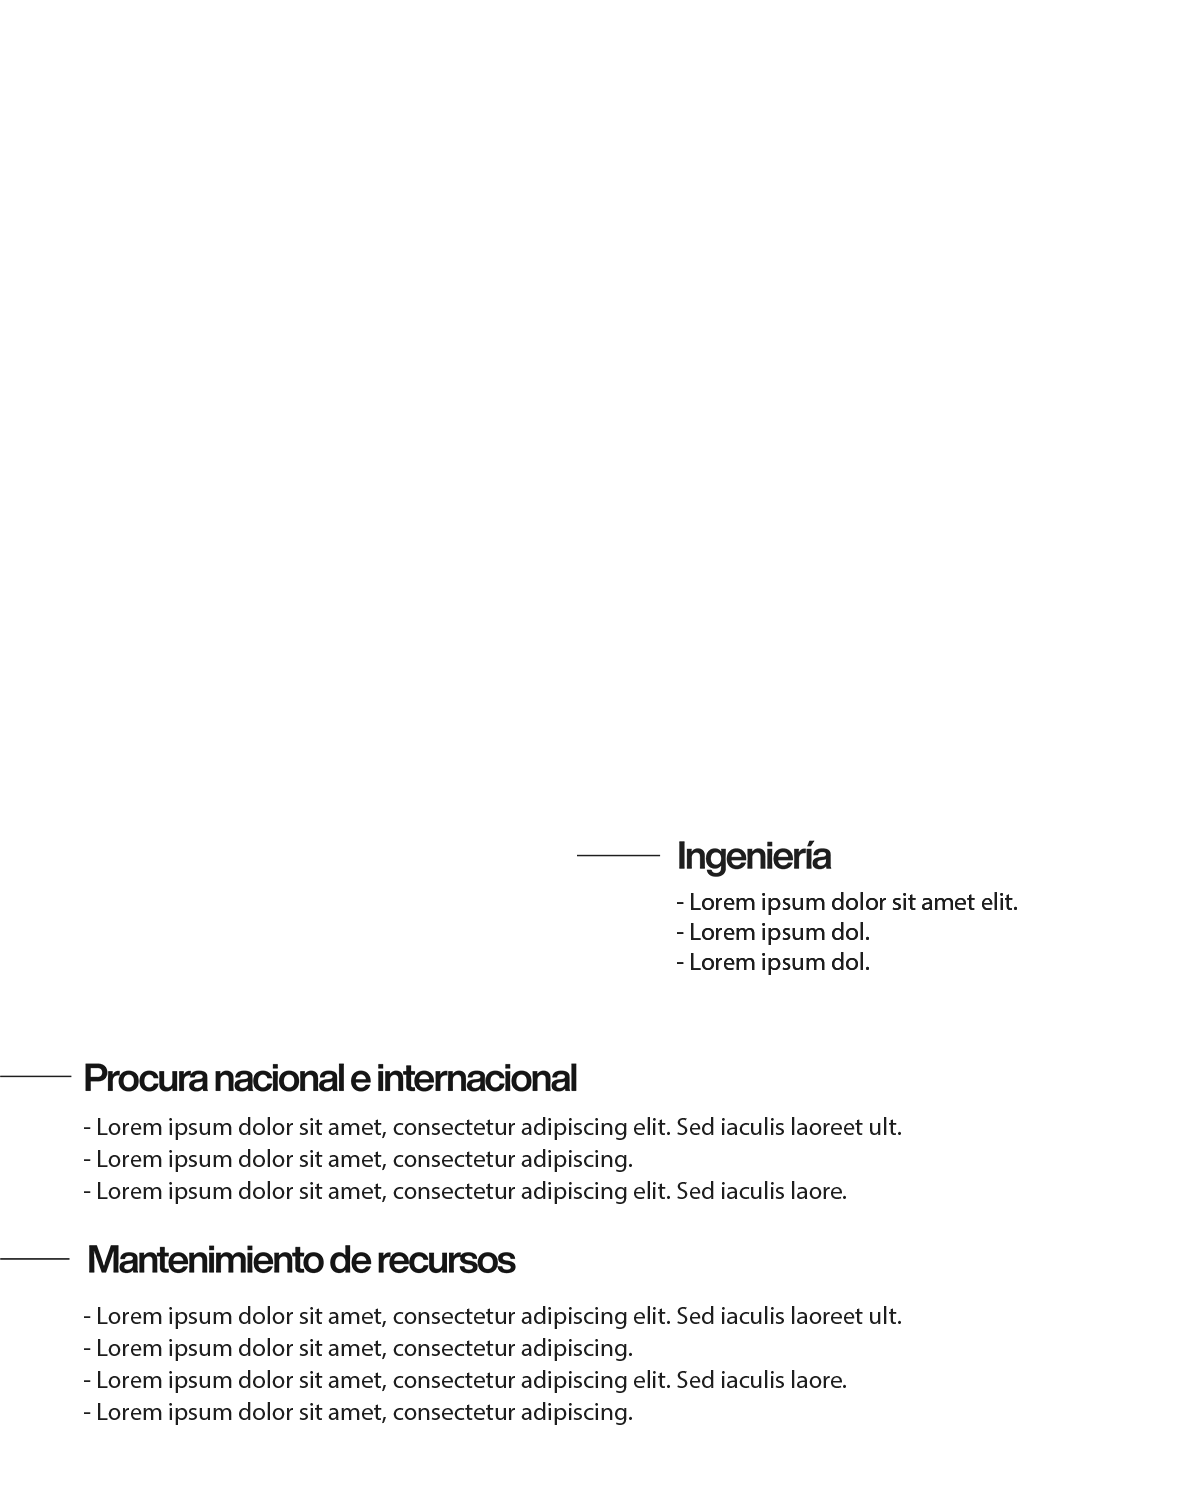 Ingeniería
- Lorem ipsum dolor sit amet elit.
- Lorem ipsum dol.
- Lorem ipsum dol.
Procura nacional e internacional
- Lorem ipsum dolor sit amet, consectetur adipiscing elit. Sed iaculis laoreet ult.
- Lorem ipsum dolor sit amet, consectetur adipiscing.
- Lorem ipsum dolor sit amet, consectetur adipiscing elit. Sed iaculis laore.
Mantenimiento de recursos
- Lorem ipsum dolor sit amet, consectetur adipiscing elit. Sed iaculis laoreet ult.
- Lorem ipsum dolor sit amet, consectetur adipiscing.
- Lorem ipsum dolor sit amet, consectetur adipiscing elit. Sed iaculis laore.
- Lorem ipsum dolor sit amet, consectetur adipiscing.